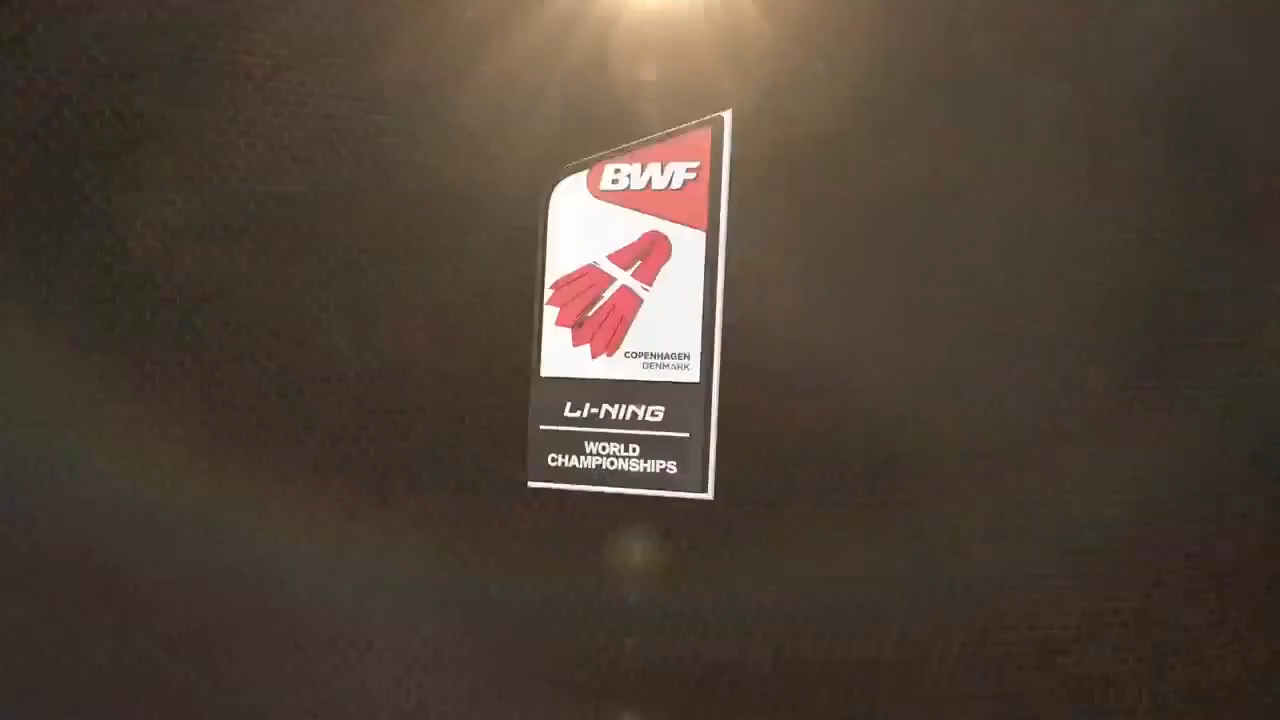 BWF
COPENHAGEN
DENMARK
LI-NING
WORLD
CHAMPIONSHIPS